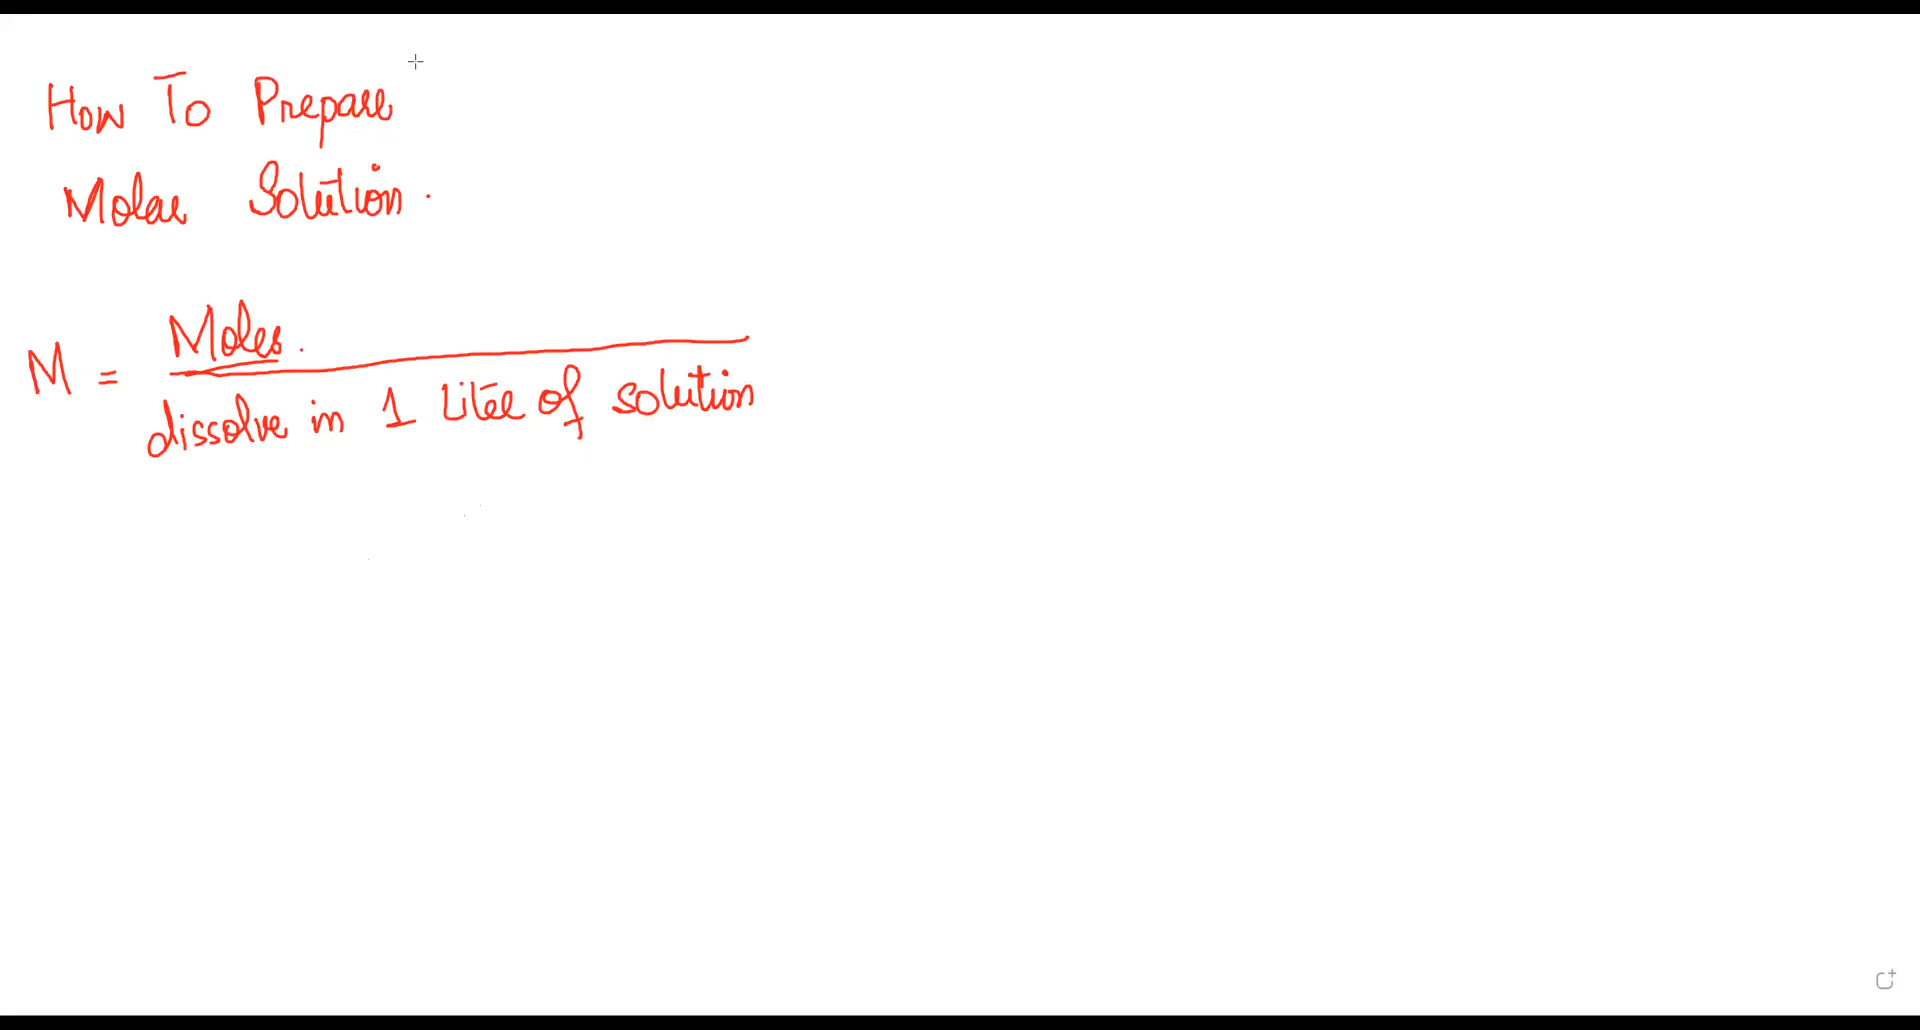 How To Prepare
Molar Solution.
M = Moles.
dissolve in 1 Liter of solution